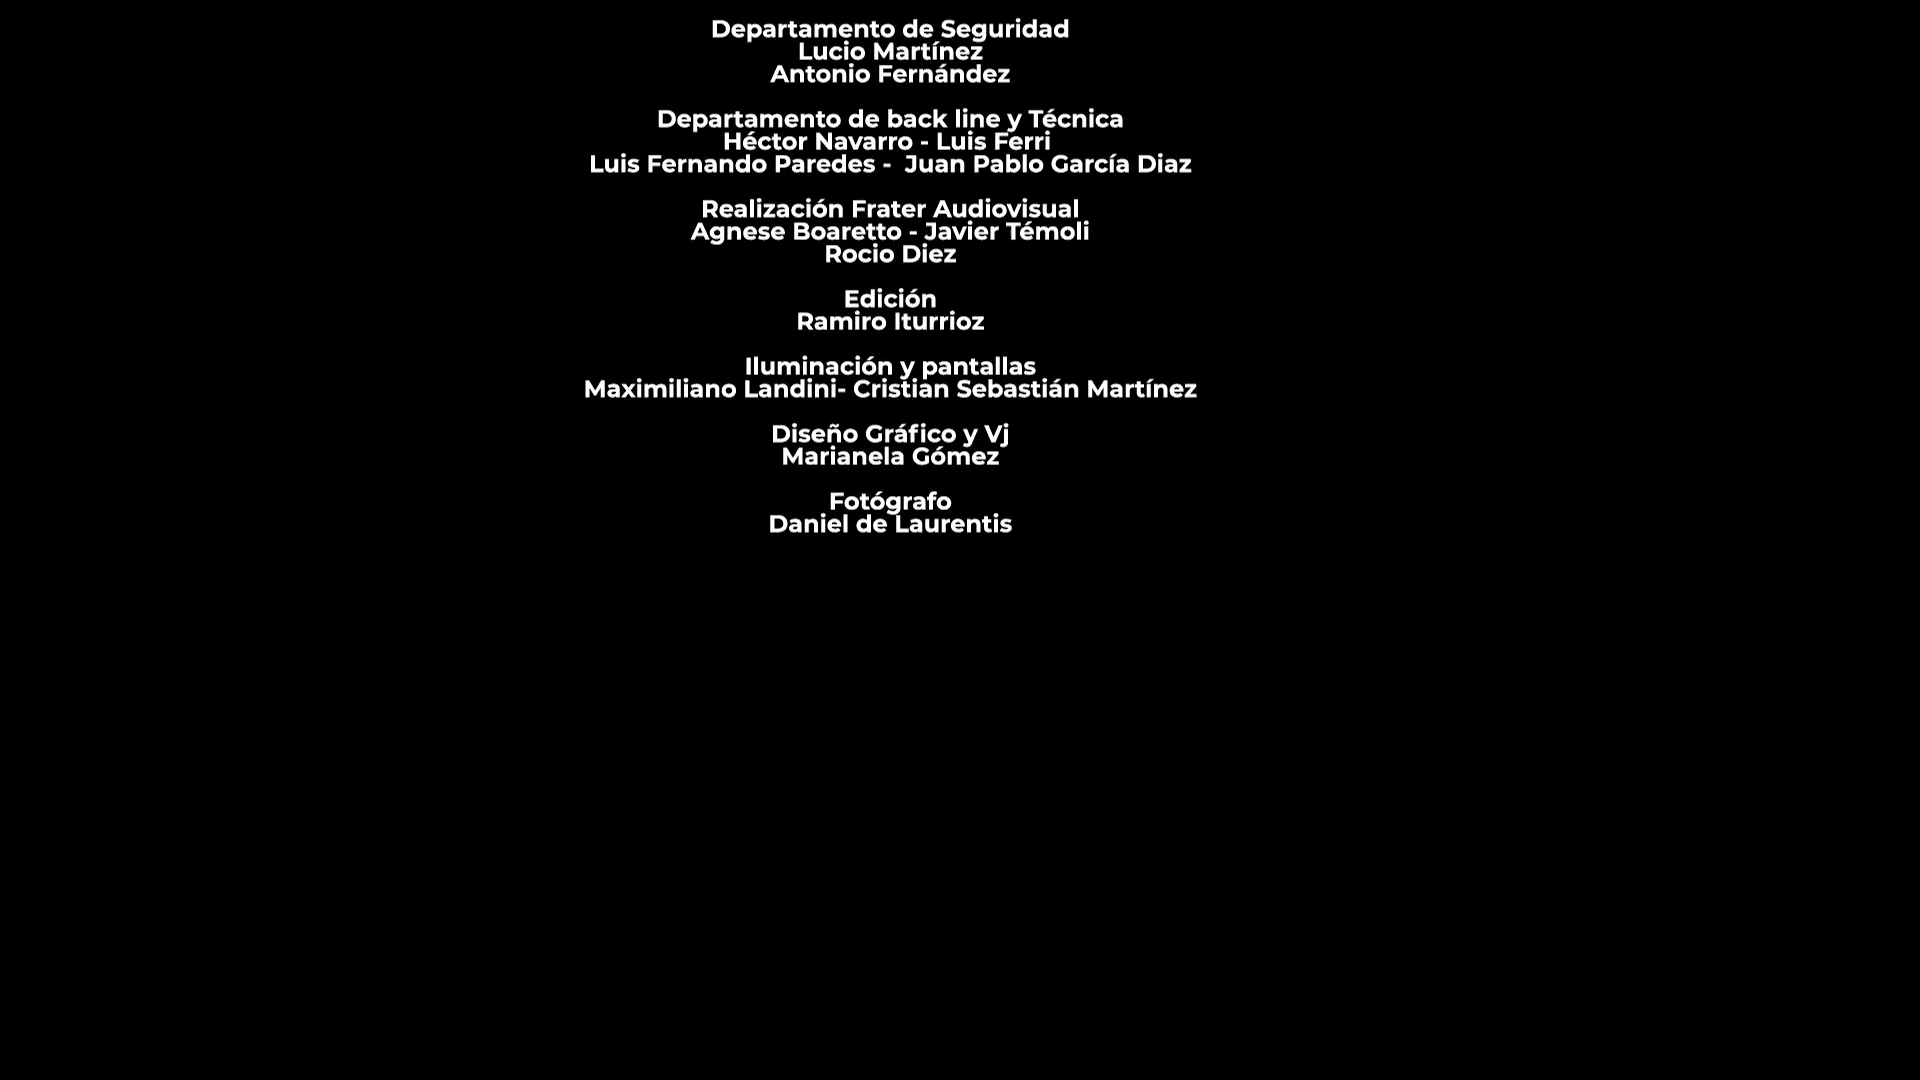 Departamento de Seguridad
Lucio Martínez
Antonio Fernández
Departamento de back line y Técnica
Héctor Navarro - Luis Ferri
Luis Fernando Paredes -  Juan Pablo García Diaz
Realización Frater Audiovisual
Agnese Boaretto - Javier Témoli
Rocio Diez
Edición
Ramiro Iturrioz
Iluminación y pantallas
Maximiliano Landini- Cristian Sebastián Martínez
Diseño Gráfico y Vj
Marianela Gómez
Fotógrafo
Daniel de Laurentis